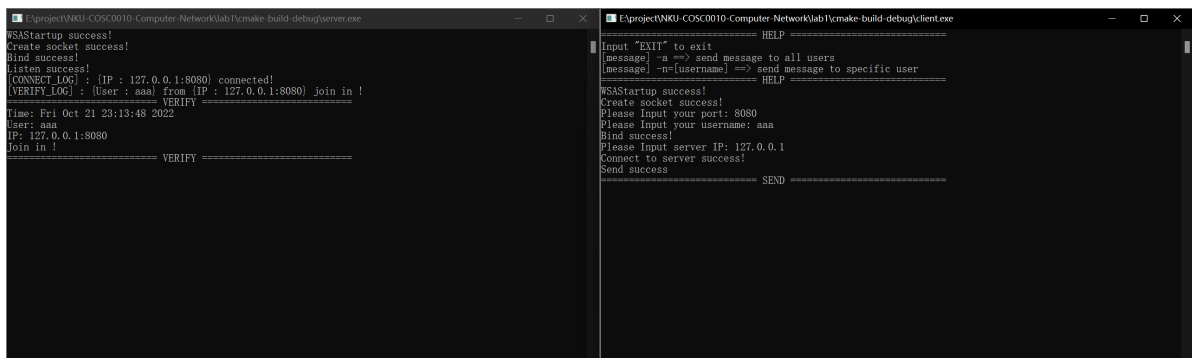 E:\project\NKU-COSC0010-Computer-Network\lab1\cmake-build-debug\server.exe
WSAStartup success!
Create socket success!
Bind success!
Listen success!
[CONNECT_LOG] : {IP : 127.0.0.1:8080} connected!
[VERIFY_LOG] : {User : aaa} from {IP : 127.0.0.1:8080} join in !
=========================== VERIFY ===========================
Time: Fri Oct 21 23:13:48 2022
User: aaa
IP: 127.0.0.1:8080
Join in !
=========================== VERIFY ===========================
E:\project\NKU-COSC0010-Computer-Network\lab1\cmake-build-debug\client.exe
============================ HELP ============================
Input "EXIT" to exit
[message] -a ==> send message to all users
[message] -n=[username] ==> send message to specific user
============================ HELP ============================
WSAStartup success!
Create socket success!
Please Input your port: 8080
Please Input your username: aaa
Bind success!
Please Input server IP: 127.0.0.1
Connect to server success!
Send success
============================ SEND ============================